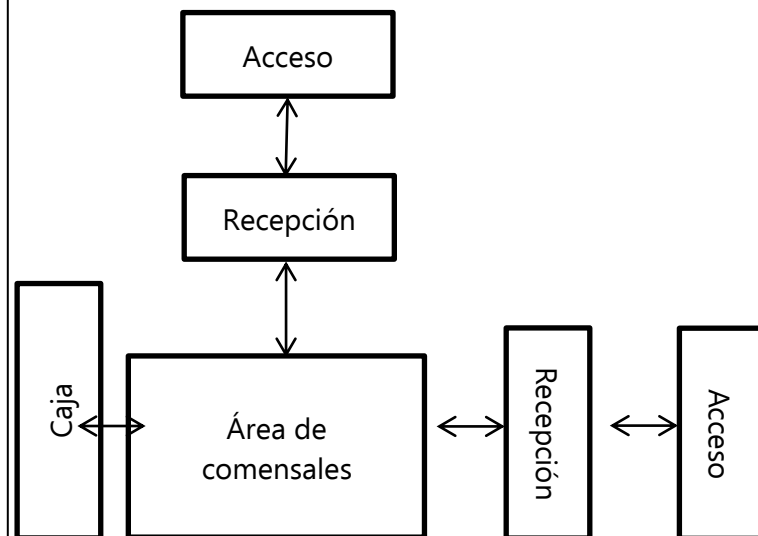 Acceso
Recepción
Caja
Área de
comensales
Recepción
Acceso